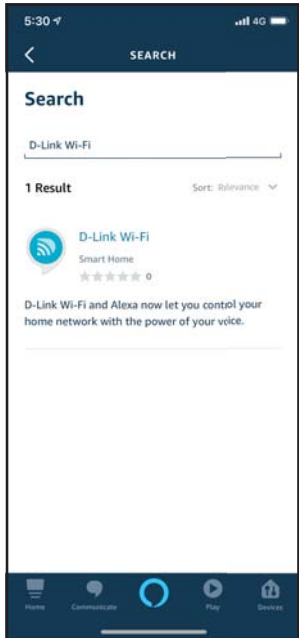 5:30
4G
SEARCH
Search
D-Link Wi-Fi
1 Result
Sort: Relevance
D-Link Wi-Fi
Smart Home
0
D-Link Wi-Fi and Alexa now let you control your
home network with the power of your voice.
Home Communicate Play Devices